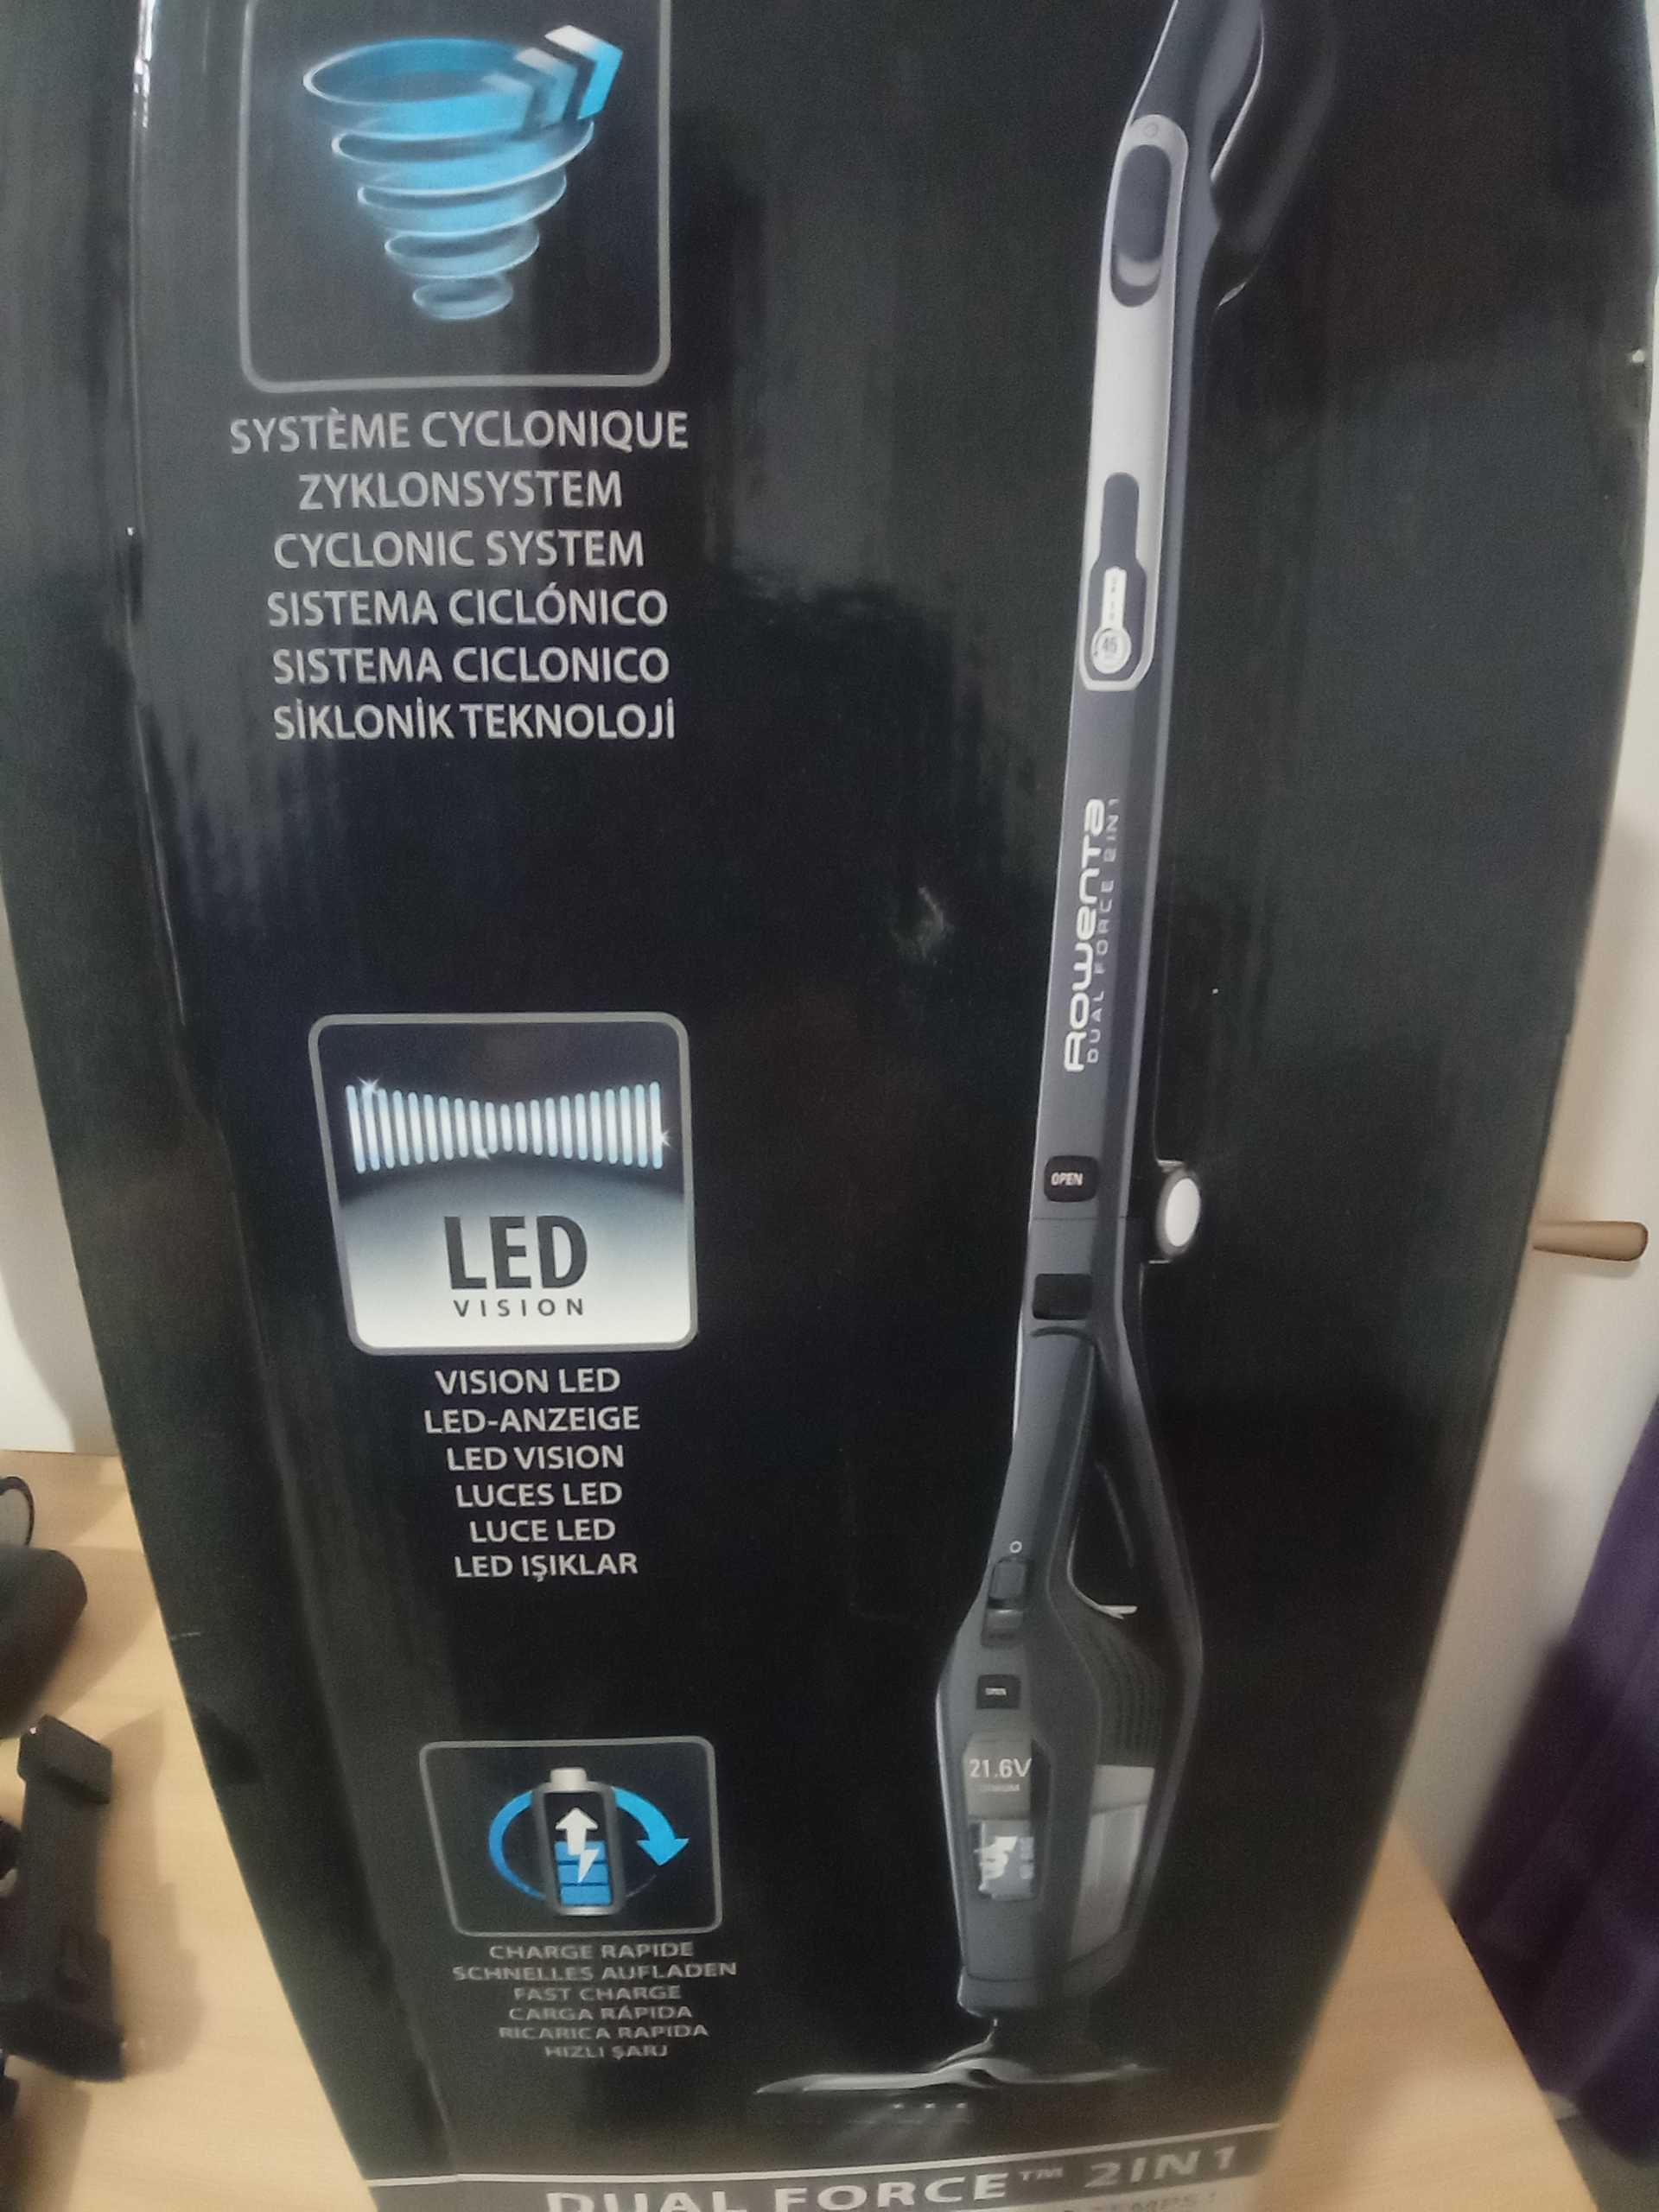 SYSTÈME CYCLONIQUE
ZYKLONSYSTEM
CYCLONIC SYSTEM
SISTEMA CICLÓNICO
SISTEMA CICLONICO
SİKLONİK TEKNOLOJİ
46
Rowenta
DUAL FORCE 2IN1
OPEN
LED
VISION
VISION LED
LED-ANZEIGE
LED VISION
LUCES LED
LUCE LED
LED IŞIKLAR
OPEN
21.6V
CHARGE RAPIDE
SCHNELLES AUFLADEN
FAST CHARGE
CARGA RÁPIDA
RICARICA RAPIDA
HIZLI ŞARJ
DUAL FORCE™ 2IN1